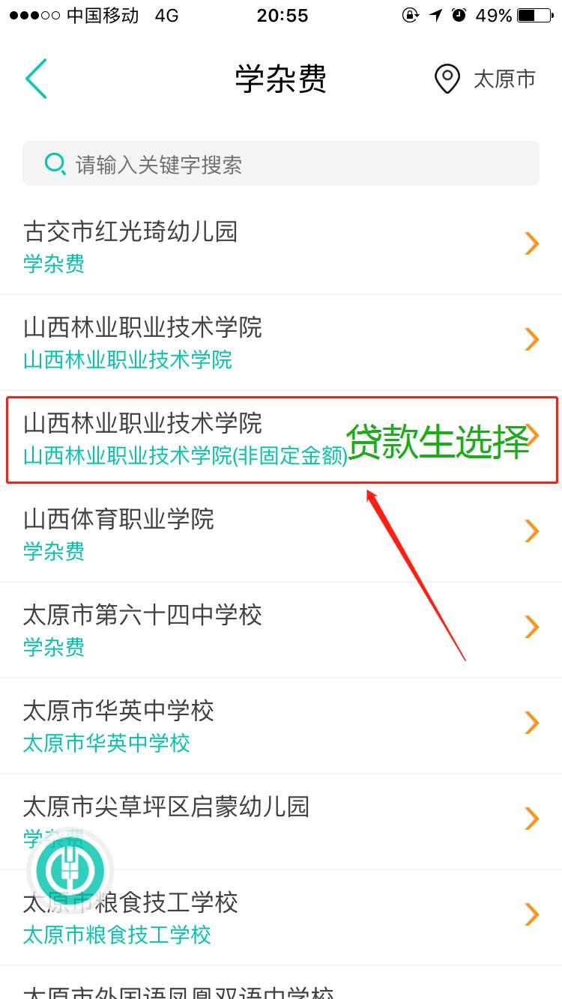 中国移动 4G 20:55 49%
学杂费 太原市
请输入关键字搜索
古交市红光琦幼儿园
学杂费
山西林业职业技术学院
山西林业职业技术学院
山西林业职业技术学院
山西林业职业技术学院(非固定金额)
贷款生选择
山西体育职业学院
学杂费
太原市第六十四中学校
学杂费
太原市华英中学校
太原市华英中学校
太原市尖草坪区启蒙幼儿园
学杂费
太原市粮食技工学校
太原市粮食技工学校
太原市外国语凤凰双语中学校